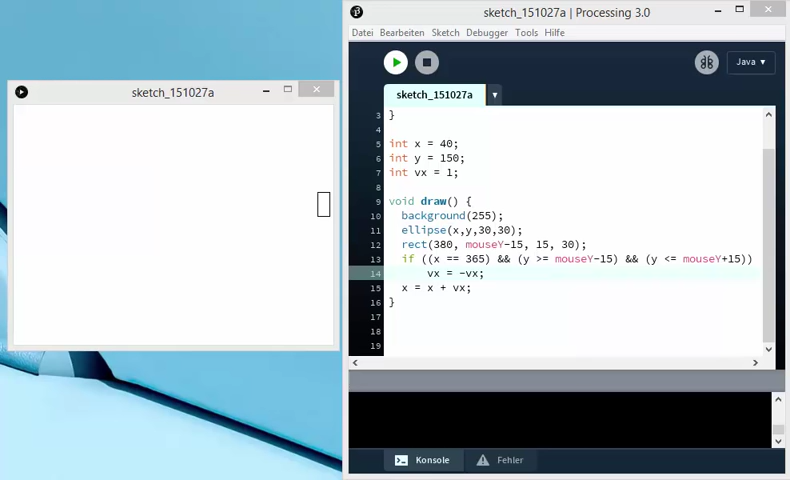 sketch_151027a | Processing 3.0
Datei Bearbeiten Sketch Debugger Tools Hilfe
Java ▾
sketch_151027a
sketch_151027a
3 }
4
5 int x = 40;
6 int y = 150;
7 int vx = 1;
8
9 void draw() {
10 background(255);
11 ellipse(x,y,30,30);
12 rect(380, mouseY-15, 15, 30);
13 if ((x == 365) && (y >= mouseY-15) && (y <= mouseY+15))
14 vx = -vx;
15 x = x + vx;
16 }
17
18
19
Konsole Fehler